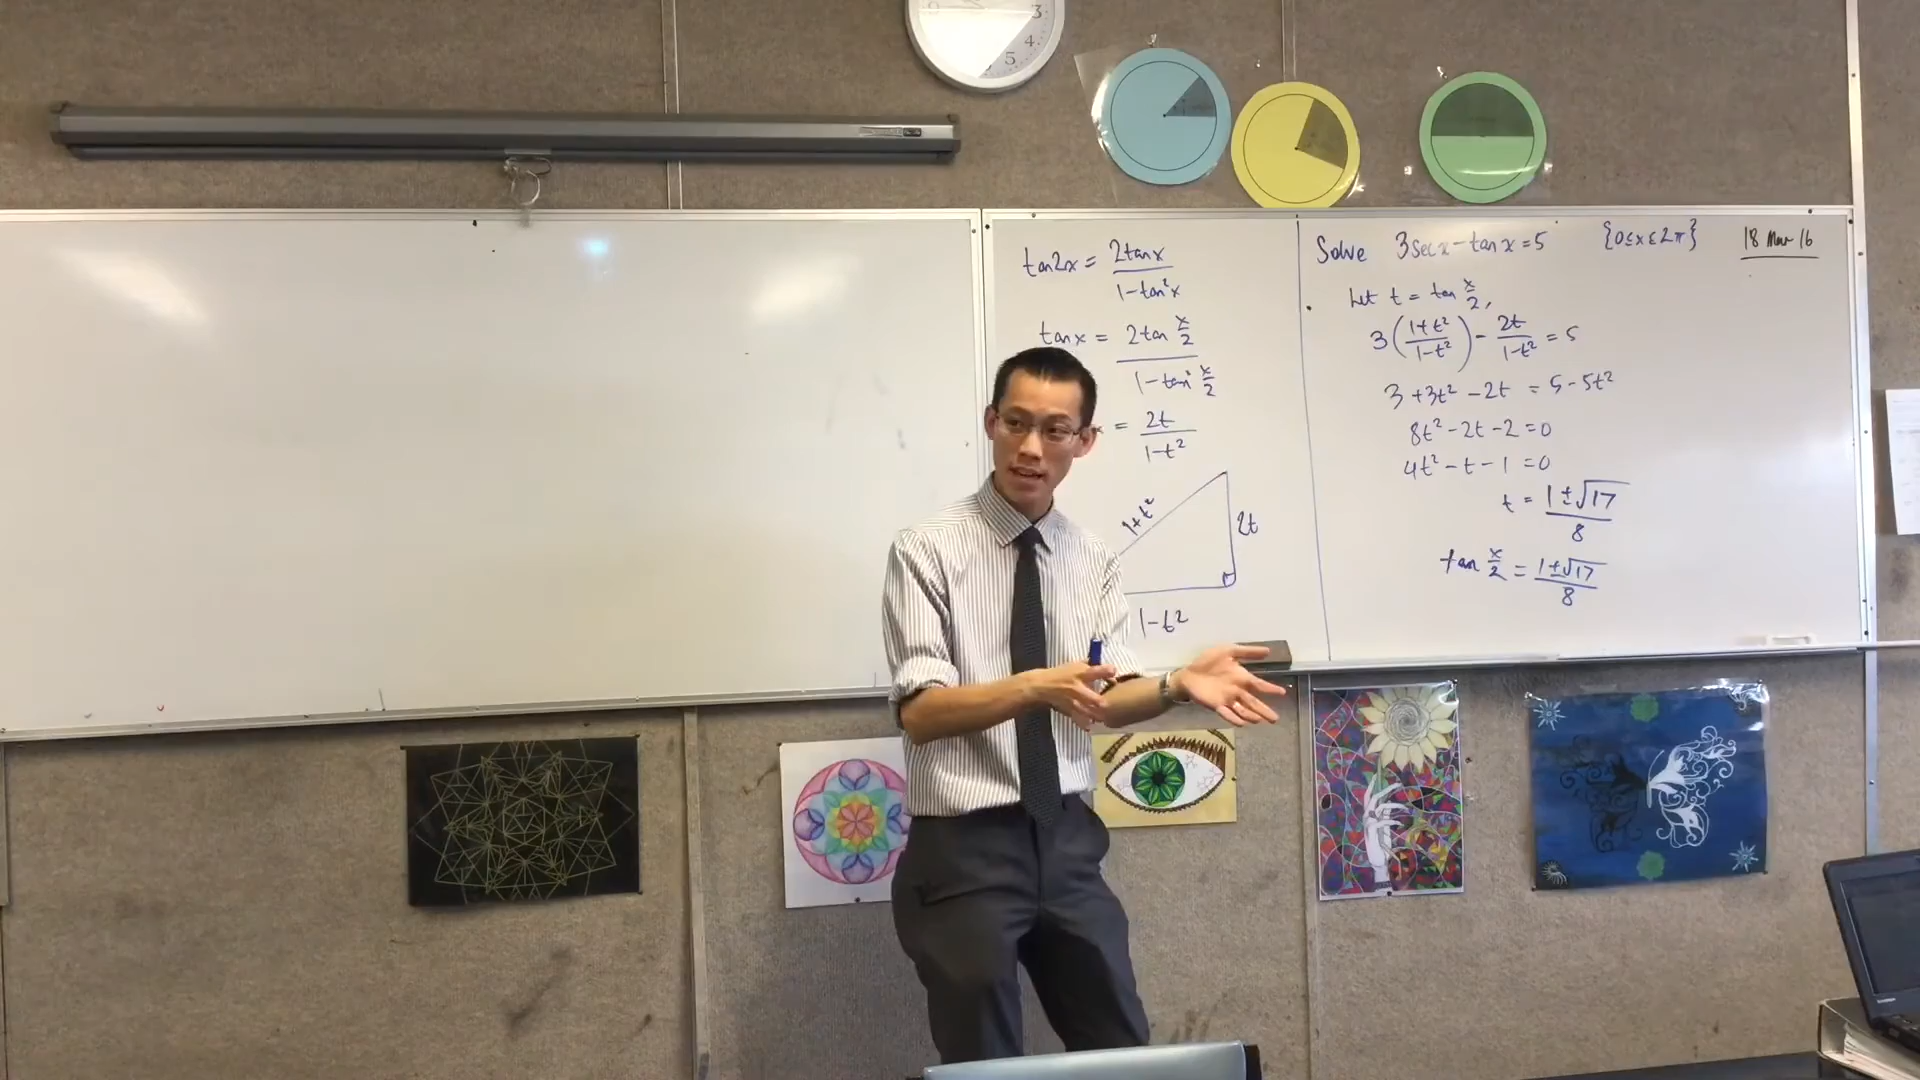 tan2x = 2tanx / 1-tan²x
tanx = 2tan x/2 / 1-tan² x/2
x = 2t / 1-t²
1+t²
2t
1-t²
Solve 3secx-tanx=5 {0≤x≤2π} 18 Mar 16
Let t = tan x/2,
3(1+t² / 1-t²) - 2t / 1-t² = 5
3+3t²-2t = 5-5t²
8t²-2t-2=0
4t²-t-1=0
t = 1±√17 / 8
tan x/2 = 1±√17 / 8
3
4
5